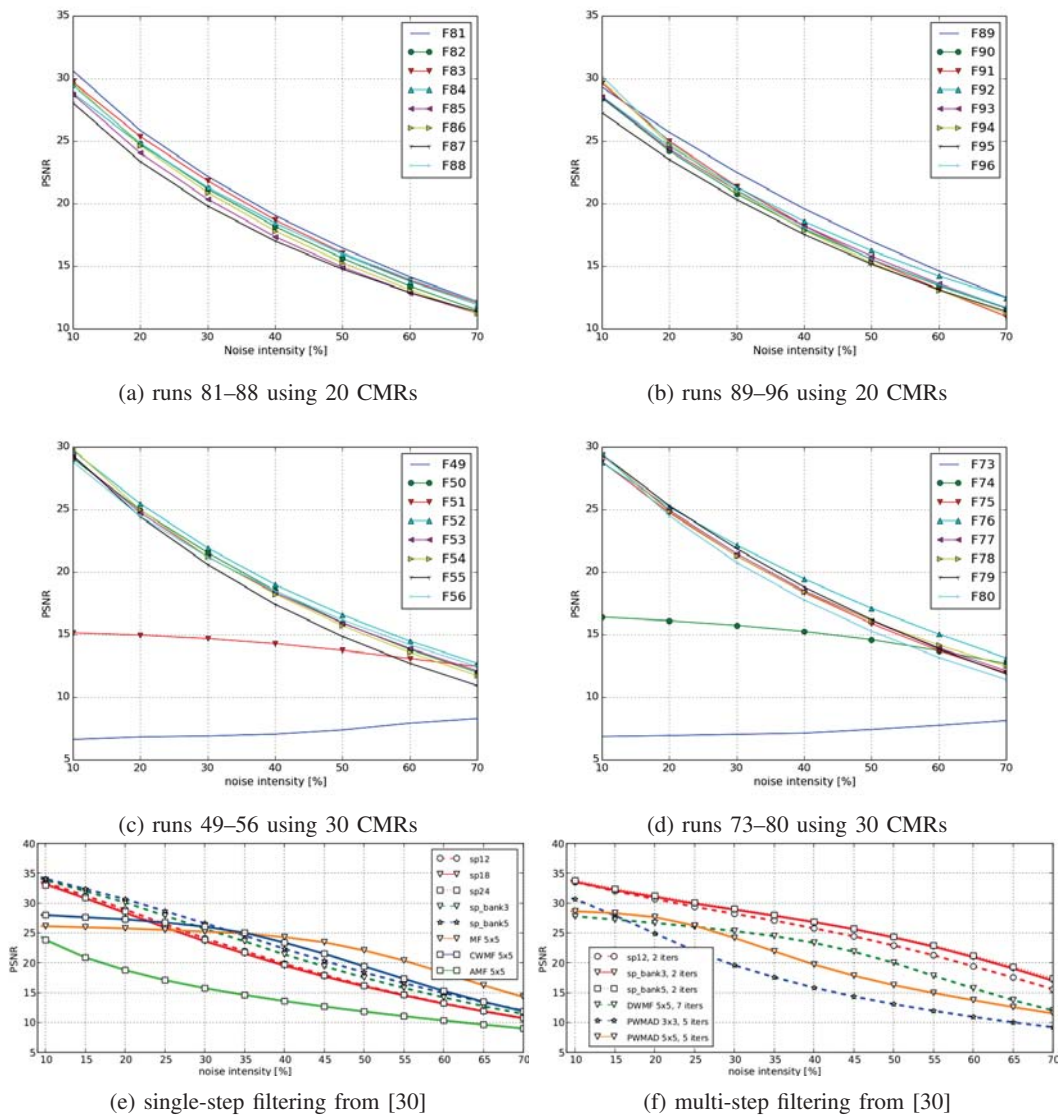 35
30
25
20
15
10
PSNR
10 20 30 40 50 60 70
Noise intensity [%]
F81
F82
F83
F84
F85
F86
F87
F88
(a) runs 81–88 using 20 CMRs
35
30
25
20
15
10
PSNR
10 20 30 40 50 60 70
Noise intensity [%]
F89
F90
F91
F92
F93
F94
F95
F96
(b) runs 89–96 using 20 CMRs
30
25
20
15
10
5
PSNR
10 20 30 40 50 60 70
noise intensity [%]
F49
F50
F51
F52
F53
F54
F55
F56
(c) runs 49–56 using 30 CMRs
30
25
20
15
10
5
PSNR
10 20 30 40 50 60 70
noise intensity [%]
F73
F74
F75
F76
F77
F78
F79
F80
(d) runs 73–80 using 30 CMRs
40
35
30
25
20
15
10
5
PSNR
10 15 20 25 30 35 40 45 50 55 60 65 70
noise intensity [%]
sp12
sp18
sp24
sp_bank3
sp_bank5
MF 5x5
CWMF 5x5
AMF 5x5
(e) single-step filtering from [30]
40
35
30
25
20
15
10
5
PSNR
10 15 20 25 30 35 40 45 50 55 60 65 70
noise intensity [%]
sp12, 2 iters
sp_bank3, 2 iters
sp_bank5, 2 iters
DWMF 5x5, 7 iters
PWMAD 3x3, 5 iters
PWMAD 5x5, 5 iters
(f) multi-step filtering from [30]